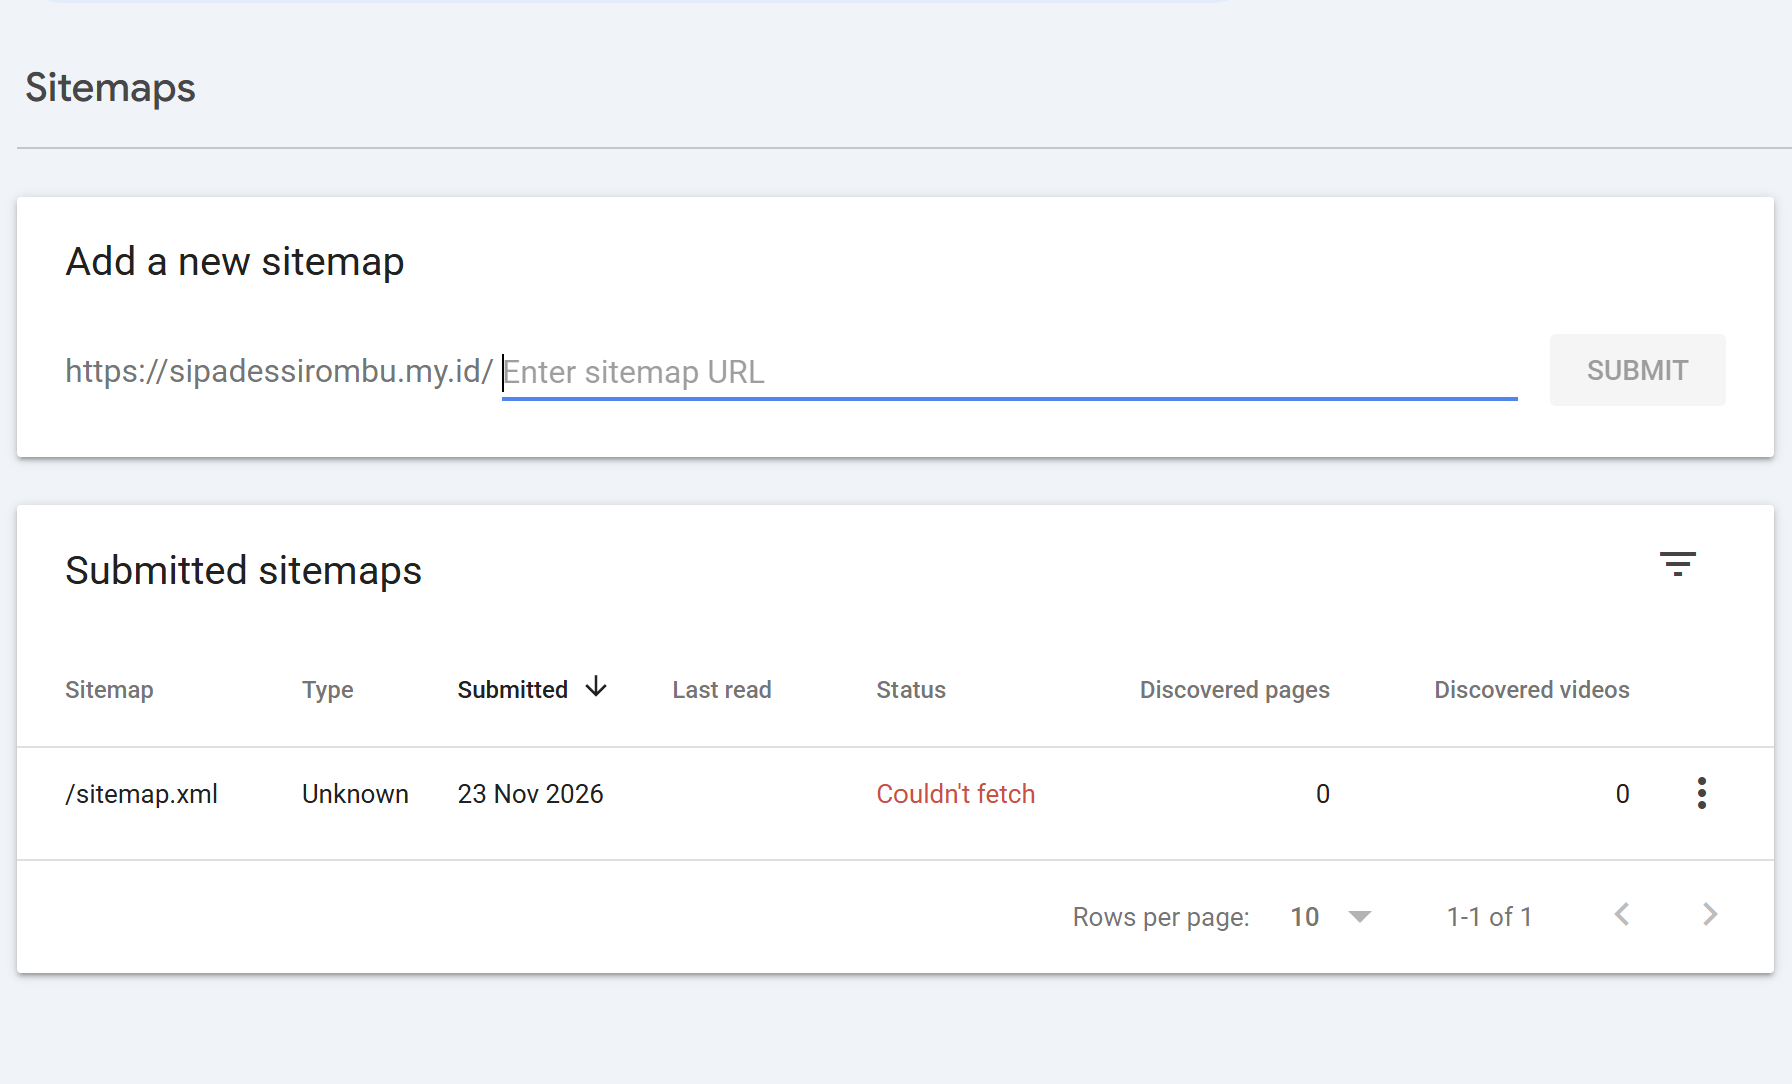 Sitemaps
Add a new sitemap
https://sipadessirombu.my.id/ Enter sitemap URL SUBMIT
Submitted sitemaps
Sitemap Type Submitted Last read Status Discovered pages Discovered videos
/sitemap.xml Unknown 23 Nov 2026 Couldn't fetch 0 0
Rows per page: 10 1-1 of 1